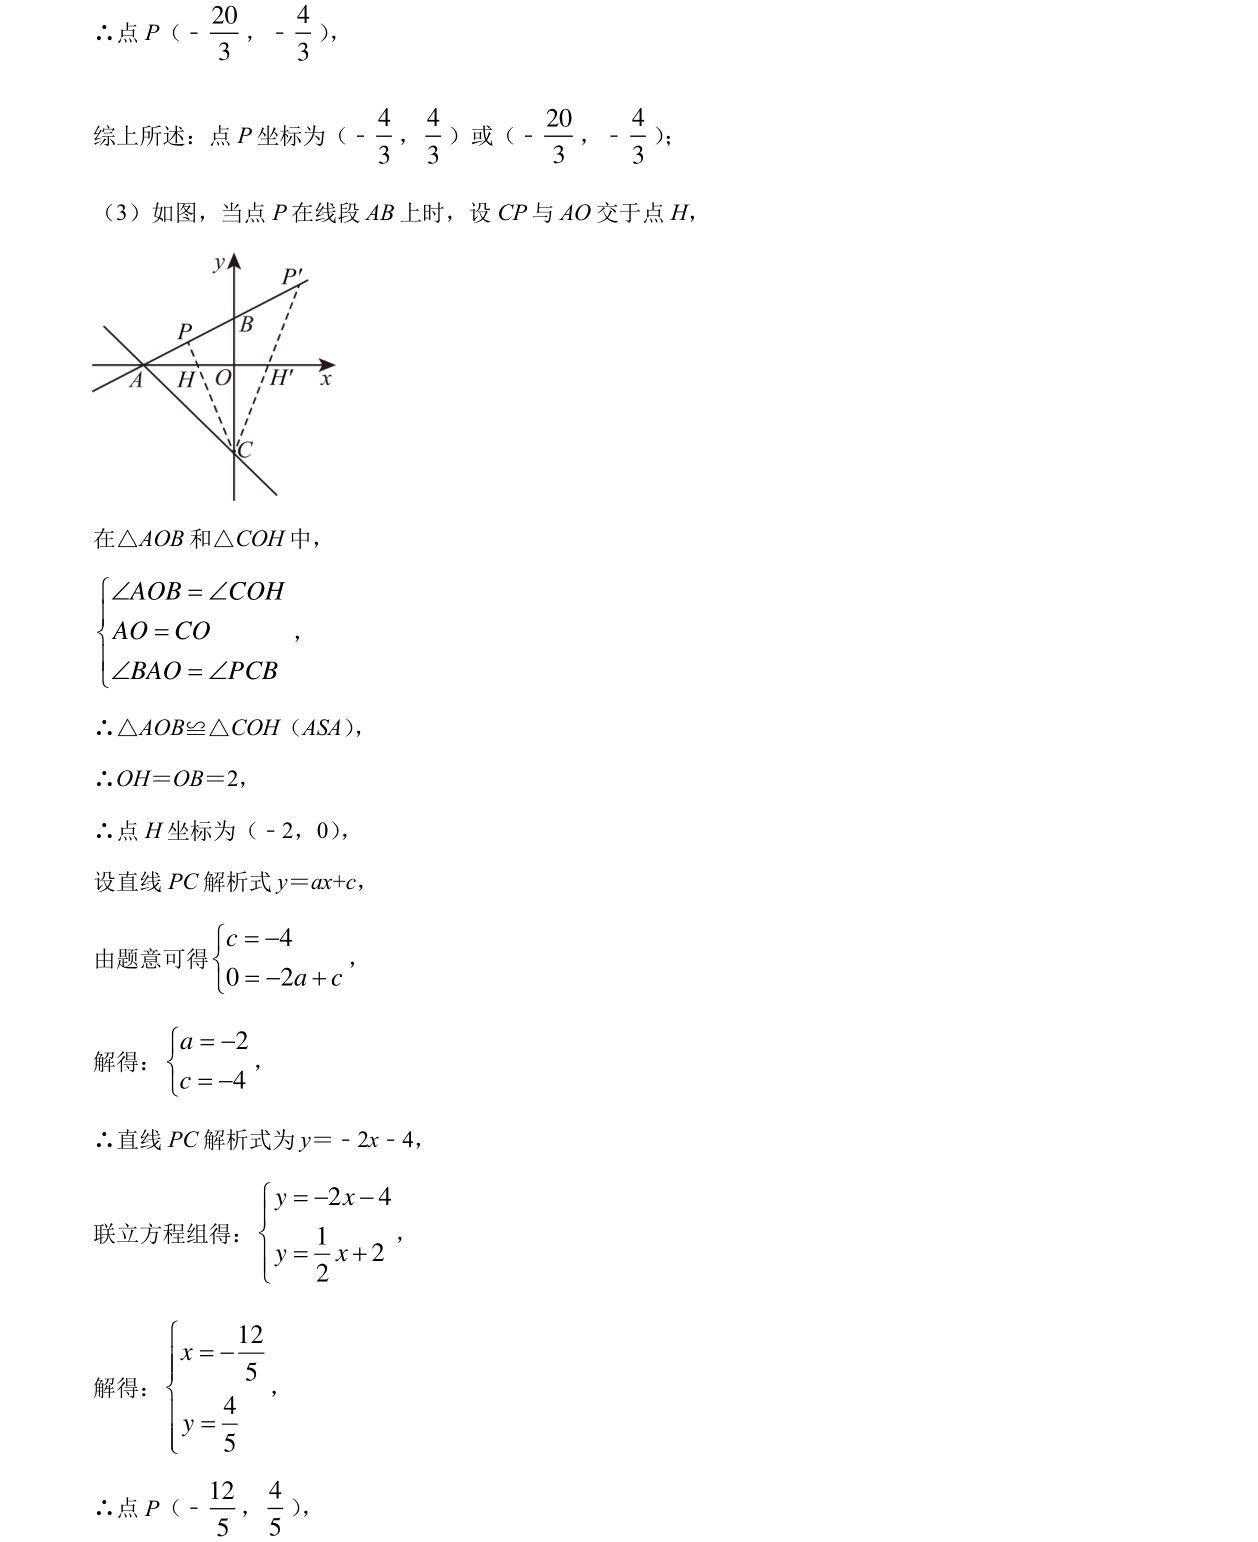 ∴点 P（﹣20/3，﹣4/3），
综上所述：点 P 坐标为（﹣4/3，4/3）或（﹣20/3，﹣4/3）；
（3）如图，当点 P 在线段 AB 上时，设 CP 与 AO 交于点 H，
y
P′
P
B
A
H
O
H′
x
C
在△AOB 和△COH 中，
{∠AOB＝∠COH
AO＝CO ，
∠BAO＝∠PCB
∴△AOB≌△COH（ASA），
∴OH＝OB＝2，
∴点 H 坐标为（﹣2，0），
设直线 PC 解析式 y＝ax+c，
由题意可得{c＝−4
0＝−2a+c ，
解得：{a＝−2
c＝−4 ，
∴直线 PC 解析式为 y＝﹣2x﹣4，
联立方程组得：{y＝−2x−4
y＝1/2 x+2 ，
解得：{x＝−12/5
y＝4/5 ，
∴点 P（﹣12/5，4/5），